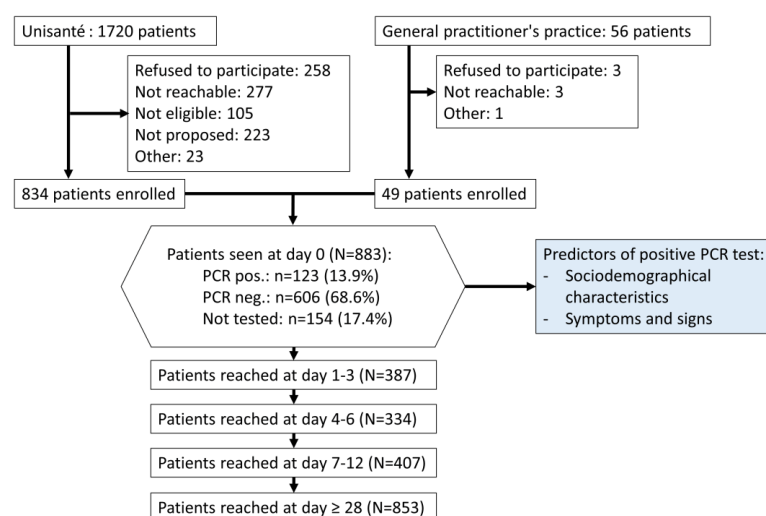 Unisanté : 1720 patients
General practitioner's practice: 56 patients
Refused to participate: 258
Not reachable: 277
Not eligible: 105
Not proposed: 223
Other: 23
Refused to participate: 3
Not reachable: 3
Other: 1
834 patients enrolled
49 patients enrolled
Patients seen at day 0 (N=883):
PCR pos.: n=123 (13.9%)
PCR neg.: n=606 (68.6%)
Not tested: n=154 (17.4%)
Predictors of positive PCR test:
- Sociodemographical
characteristics
- Symptoms and signs
Patients reached at day 1-3 (N=387)
Patients reached at day 4-6 (N=334)
Patients reached at day 7-12 (N=407)
Patients reached at day ≥ 28 (N=853)